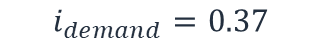 i_demand = 0.37